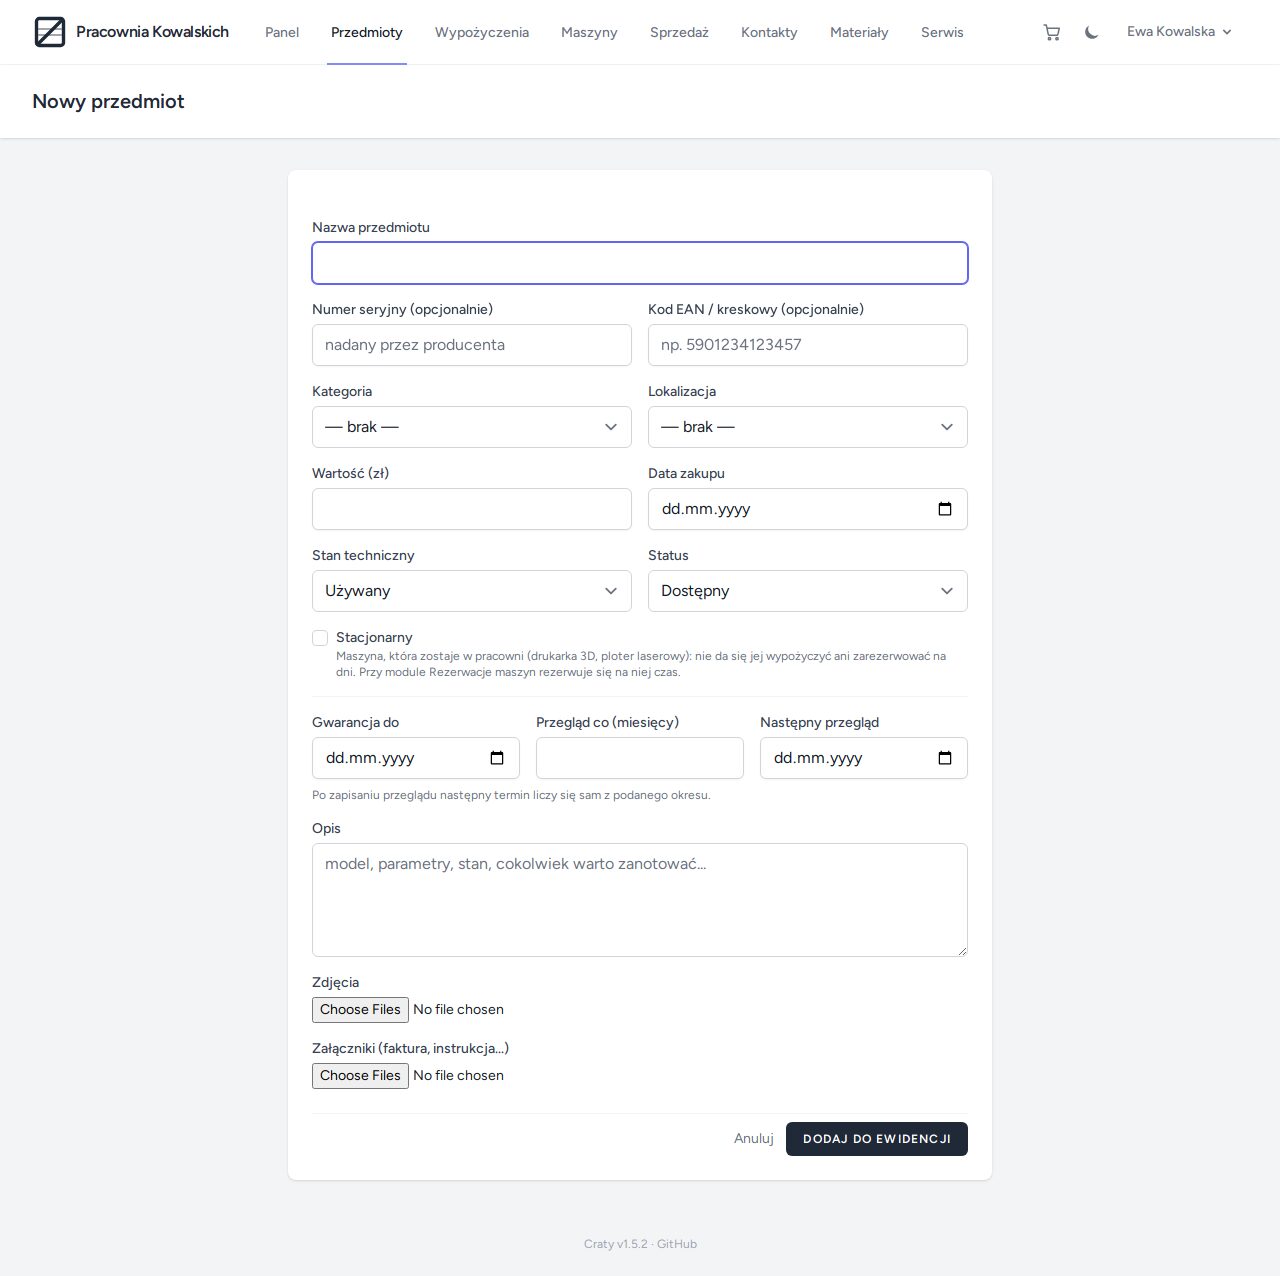 Pracownia Kowalskich
Panel
Przedmioty
Wypożyczenia
Maszyny
Sprzedaż
Kontakty
Materiały
Serwis
Ewa Kowalska
Nowy przedmiot
Nazwa przedmiotu
Numer seryjny (opcjonalnie)
Kod EAN / kreskowy (opcjonalnie)
nadany przez producenta
np. 5901234123457
Kategoria
Lokalizacja
— brak —
— brak —
Wartość (zł)
Data zakupu
dd.mm.yyyy
Stan techniczny
Status
Używany
Dostępny
Stacjonarny
Maszyna, która zostaje w pracowni (drukarka 3D, ploter laserowy): nie da się jej wypożyczyć ani zarezerwować na
dni. Przy module Rezerwacje maszyn rezerwuje się na niej czas.
Gwarancja do
Przegląd co (miesięcy)
Następny przegląd
dd.mm.yyyy
dd.mm.yyyy
Po zapisaniu przeglądu następny termin liczy się sam z podanego okresu.
Opis
model, parametry, stan, cokolwiek warto zanotować...
Zdjęcia
Choose Files No file chosen
Załączniki (faktura, instrukcja...)
Choose Files No file chosen
Anuluj
DODAJ DO EWIDENCJI
Craty v1.5.2 · GitHub